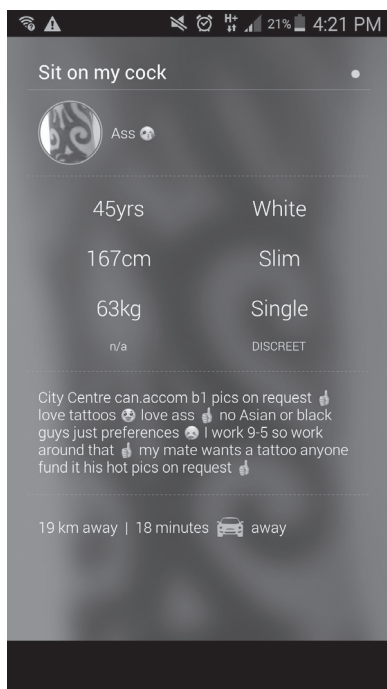 H+ 21% 4:21 PM
Sit on my cock
Ass
45yrs White
167cm Slim
63kg Single
n/a DISCREET
City Centre can.accom b1 pics on request
love tattoos love ass no Asian or black
guys just preferences I work 9-5 so work
around that my mate wants a tattoo anyone
fund it his hot pics on request
19 km away | 18 minutes away